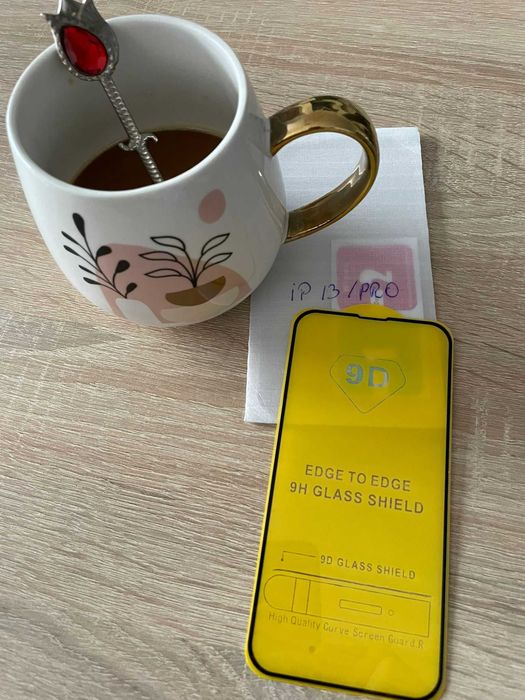 iP 13/PRO
9D
EDGE TO EDGE
9H GLASS SHIELD
9D GLASS SHIELD
High Quality Curve Screen Guard.R